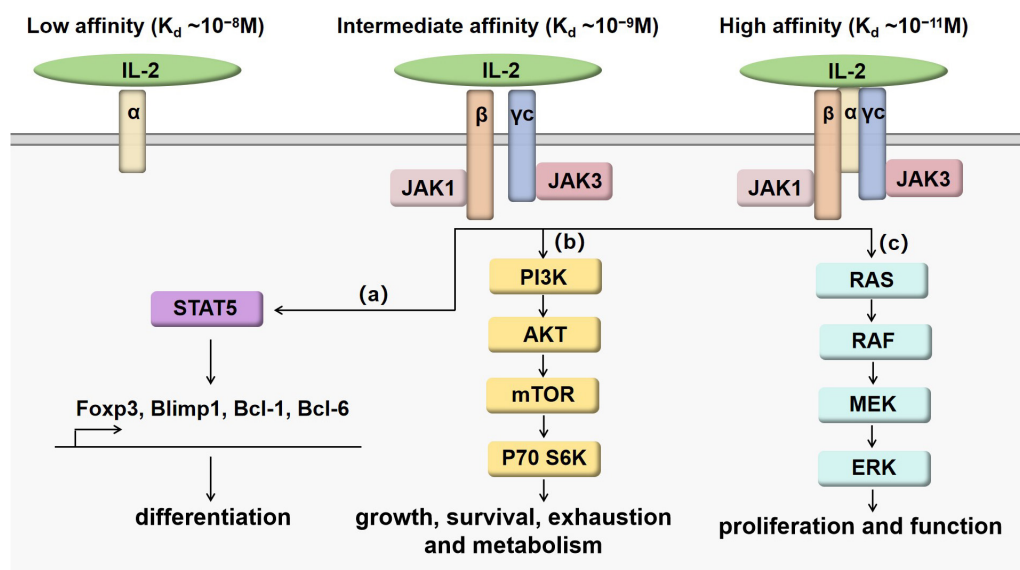 Low affinity (Kd ~10⁻⁸M)
Intermediate affinity (Kd ~10⁻⁹M)
High affinity (Kd ~10⁻¹¹M)
IL-2
IL-2
IL-2
α
β
γc
β
α
γc
JAK1
JAK3
JAK1
JAK3
(a)
(b)
(c)
STAT5
Foxp3, Blimp1, Bcl-1, Bcl-6
differentiation
PI3K
AKT
mTOR
P70 S6K
growth, survival, exhaustion
and metabolism
RAS
RAF
MEK
ERK
proliferation and function